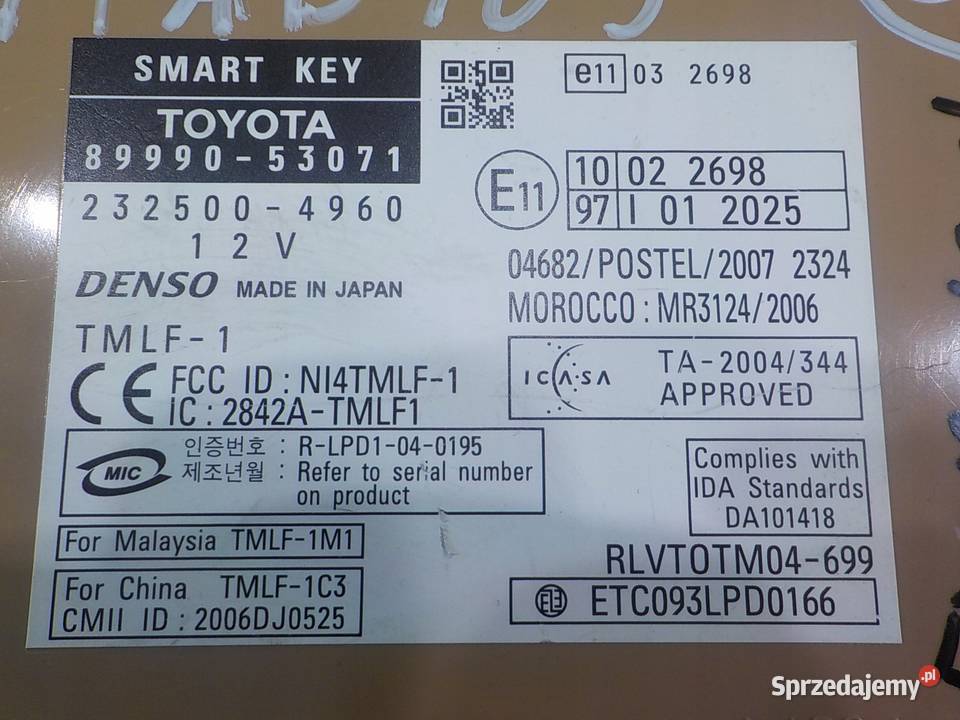 SMART KEY
TOYOTA
89990-53071
232500-4960
12V
DENSO MADE IN JAPAN
TMLF-1
CE FCC ID : NI4TMLF-1
IC : 2842A-TMLF1
MIC 인증번호 : R-LPD1-04-0195
제조년월 : Refer to serial number
on product
For Malaysia TMLF-1M1
For China TMLF-1C3
CMII ID : 2006DJ0525
e11 03 2698
E11
10 02 2698
97 I 01 2025
04682/POSTEL/2007 2324
MOROCCO : MR3124/2006
ICASA TA-2004/344
APPROVED
Complies with
IDA Standards
DA101418
RLVTOTM04-699
ETC093LPD0166
Sprzedajemy.pl